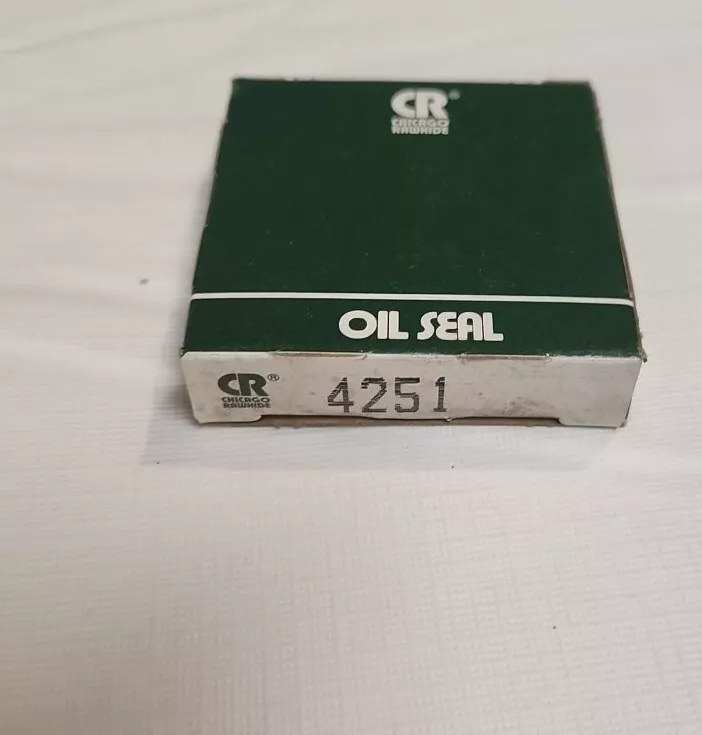 CR®
CHICAGO
RAWHIDE
OIL SEAL
CR®
CHICAGO
RAWHIDE
4251